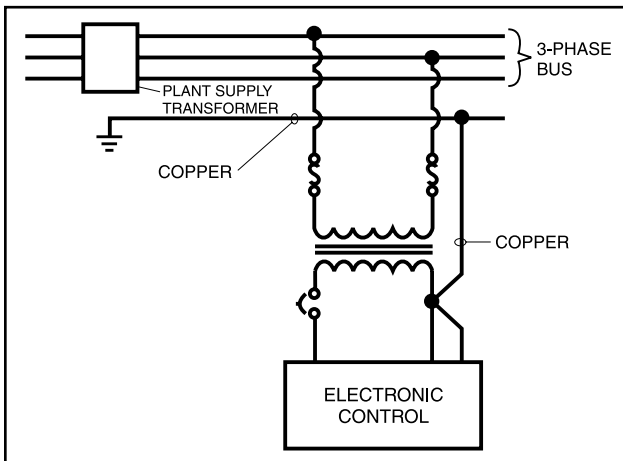 3-PHASE
BUS
PLANT SUPPLY
TRANSFORMER
COPPER
COPPER
ELECTRONIC
CONTROL